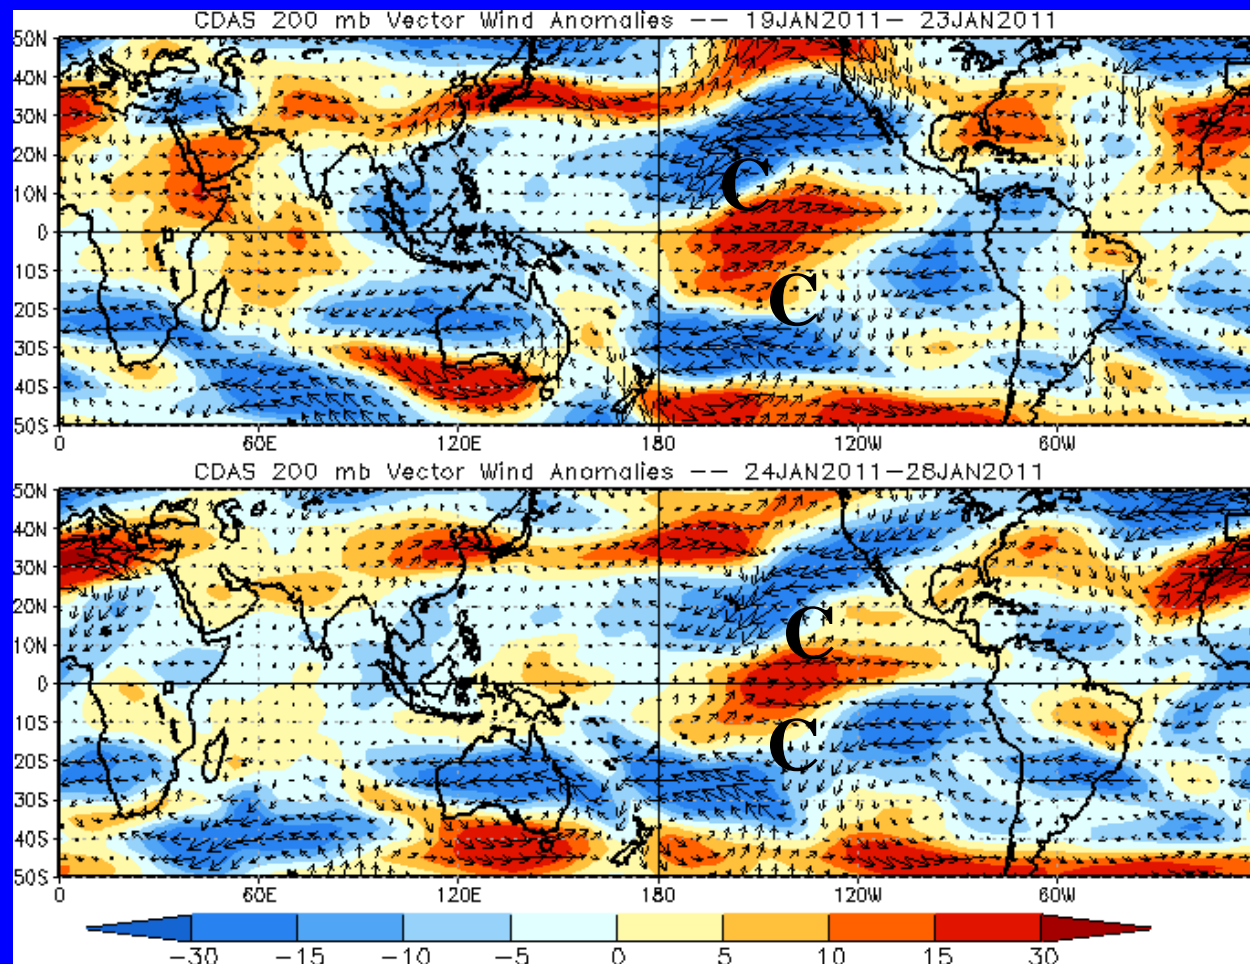 CDAS 200 mb Vector Wind Anomalies -- 19JAN2011- 23JAN2011
50N
40N
30N
20N
10N
0
10S
20S
30S
40S
50S
C
C
0 60E 120E 180 120W 60W
CDAS 200 mb Vector Wind Anomalies -- 24JAN2011-28JAN2011
50N
40N
30N
20N
10N
0
10S
20S
30S
40S
50S
C
C
0 60E 120E 180 120W 60W
-30 -15 -10 -5 0 5 10 15 30